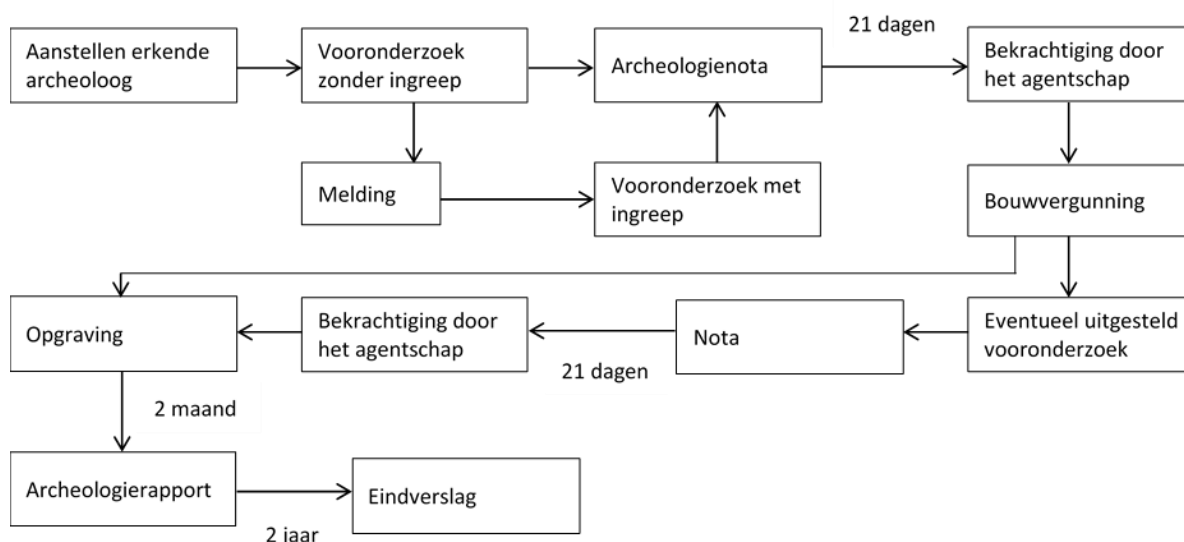 21 dagen
Aanstellen erkende
archeoloog
Vooronderzoek
zonder ingreep
Archeologienota
Bekrachtiging door
het agentschap
Melding
Vooronderzoek met
ingreep
Bouwvergunning
Opgraving
Bekrachtiging door
het agentschap
21 dagen
Nota
Eventueel uitgesteld
vooronderzoek
2 maand
Archeologierapport
2 jaar
Eindverslag